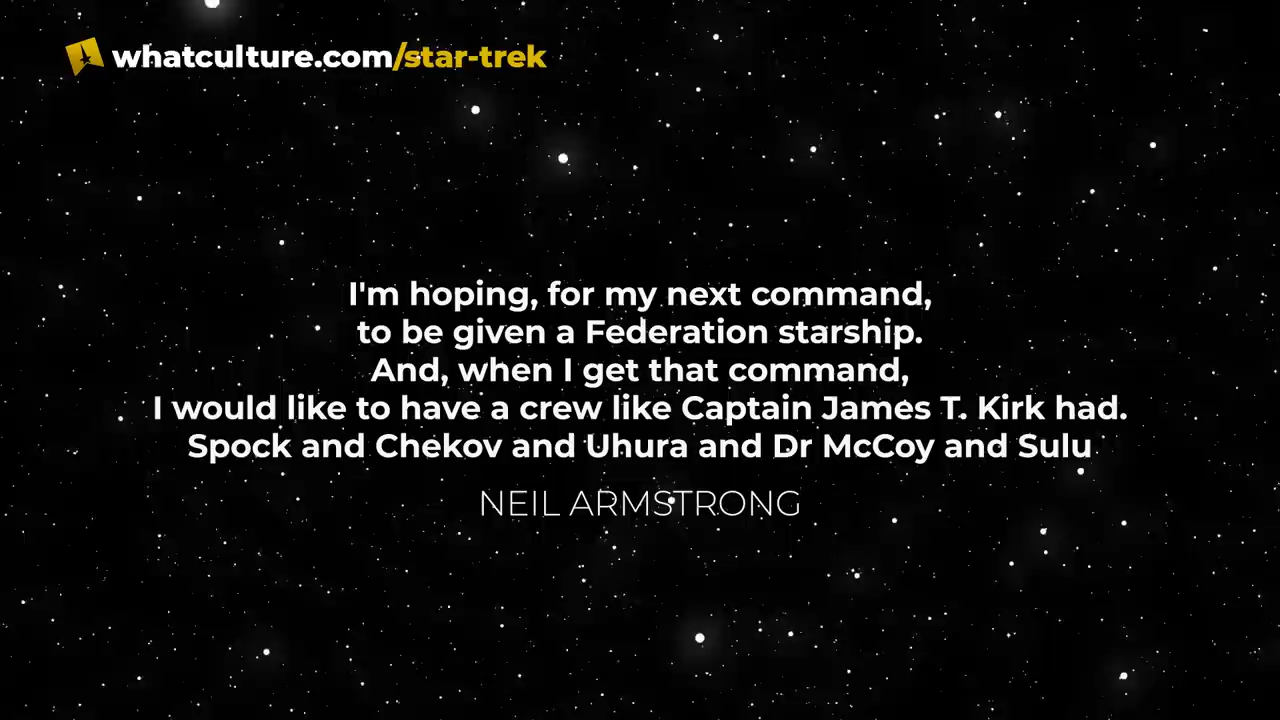 whatculture.com/star-trek
I'm hoping, for my next command,
to be given a Federation starship.
And, when I get that command,
I would like to have a crew like Captain James T. Kirk had.
Spock and Chekov and Uhura and Dr McCoy and Sulu
NEIL ARMSTRONG